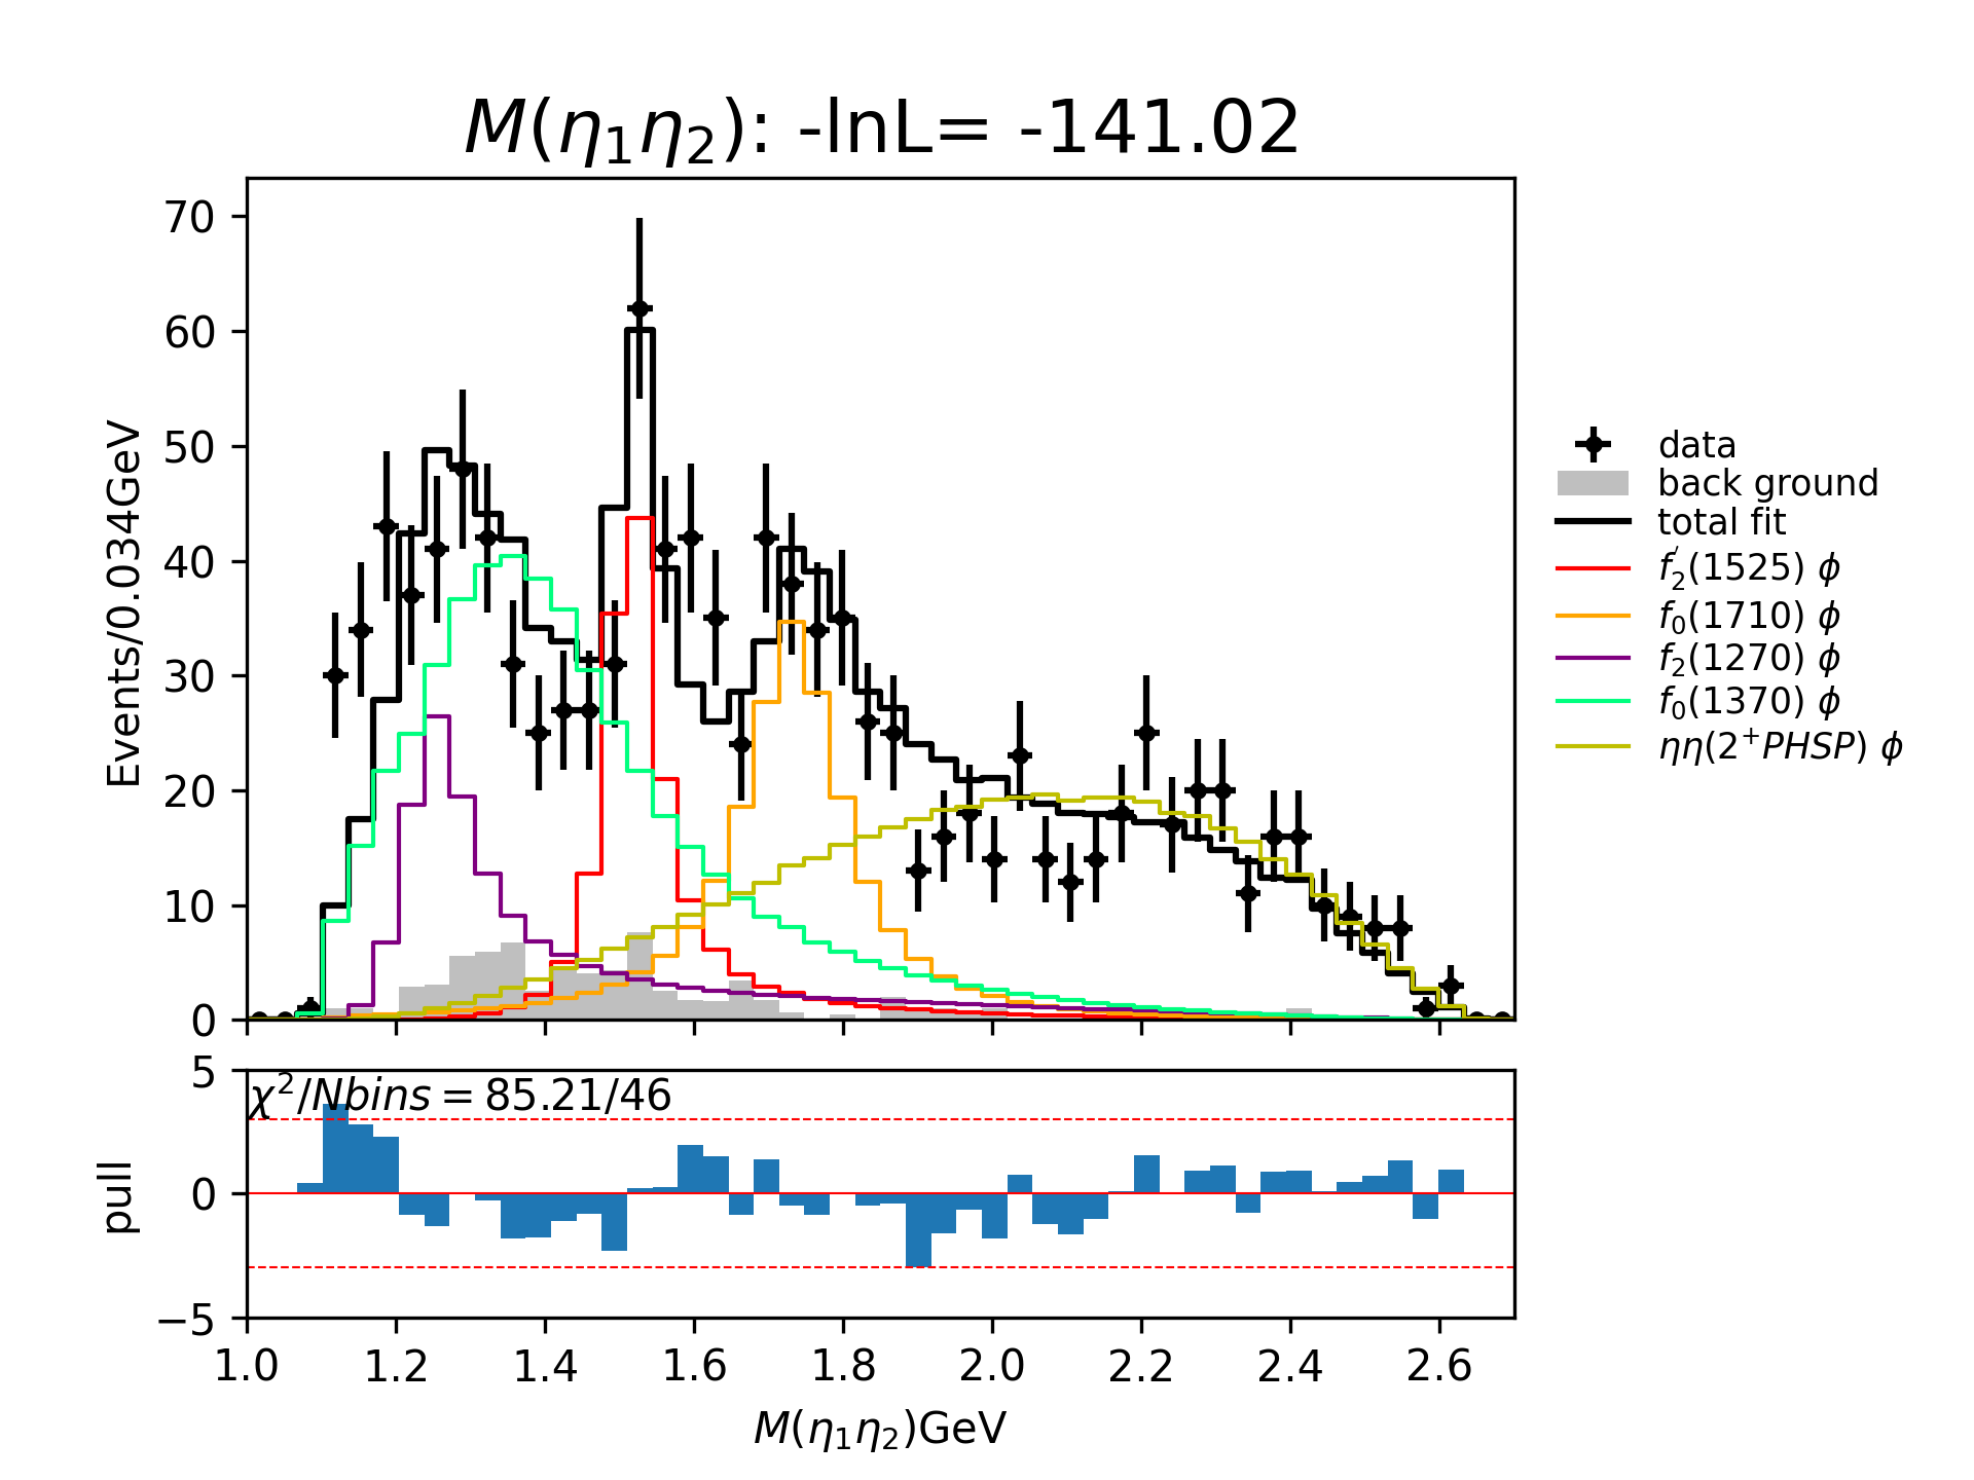 M(η₁η₂): -lnL= -141.02
Events/0.034GeV
70
60
50
40
30
20
10
0
data
back ground
total fit
f₂′(1525) ϕ
f₀(1710) ϕ
f₂(1270) ϕ
f₀(1370) ϕ
ηη(2⁺PHSP) ϕ
χ²/Nbins = 85.21/46
pull
5
0
−5
1.0 1.2 1.4 1.6 1.8 2.0 2.2 2.4 2.6
M(η₁η₂)GeV